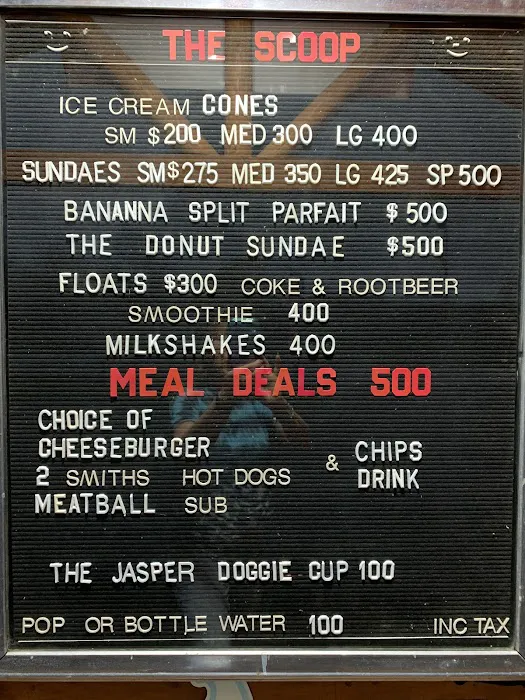 THE SCOOP
ICE CREAM CONES
SM $200 MED 300 LG 400
SUNDAES SM$275 MED 350 LG 425 SP 500
BANANNA SPLIT PARFAIT $500
THE DONUT SUNDAE $500
FLOATS $300 COKE & ROOTBEER
SMOOTHIE 400
MILKSHAKES 400
MEAL DEALS 500
CHOICE OF
CHEESEBURGER
2 SMITHS HOT DOGS
MEATBALL SUB
& CHIPS
DRINK
THE JASPER DOGGIE CUP 100
POP OR BOTTLE WATER 100 INC TAX